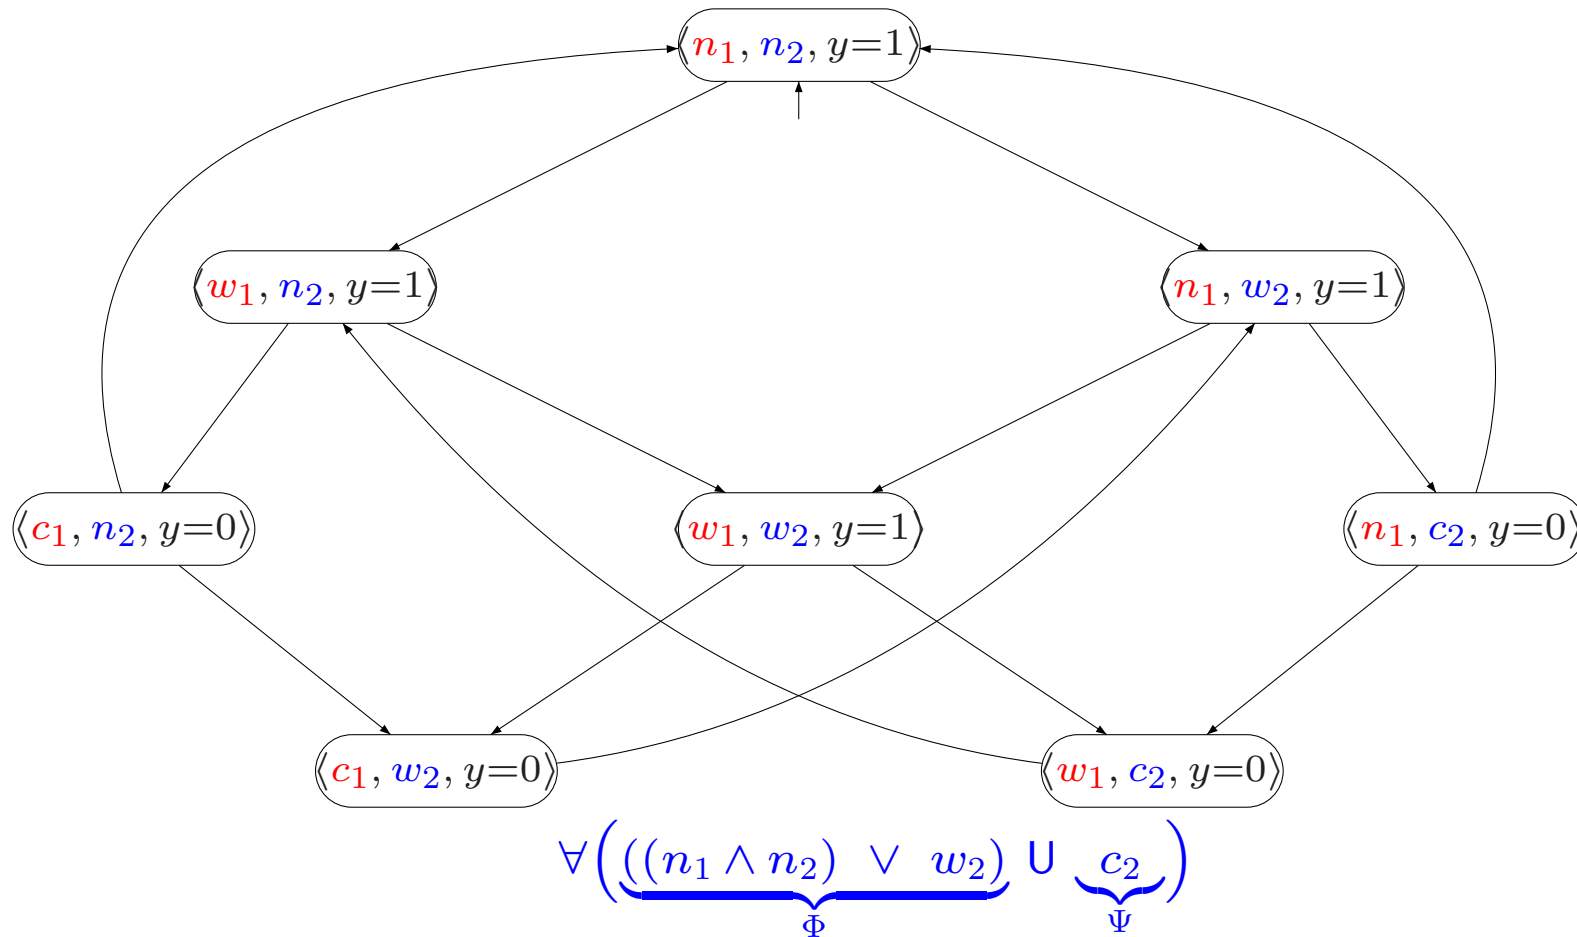 ⟨n₁, n₂, y=1⟩
⟨w₁, n₂, y=1⟩ ⟨n₁, w₂, y=1⟩
⟨c₁, n₂, y=0⟩ ⟨w₁, w₂, y=1⟩ ⟨n₁, c₂, y=0⟩
⟨c₁, w₂, y=0⟩ ⟨w₁, c₂, y=0⟩
∀(((n₁ ∧ n₂) ∨ w₂) U c₂)
Φ Ψ